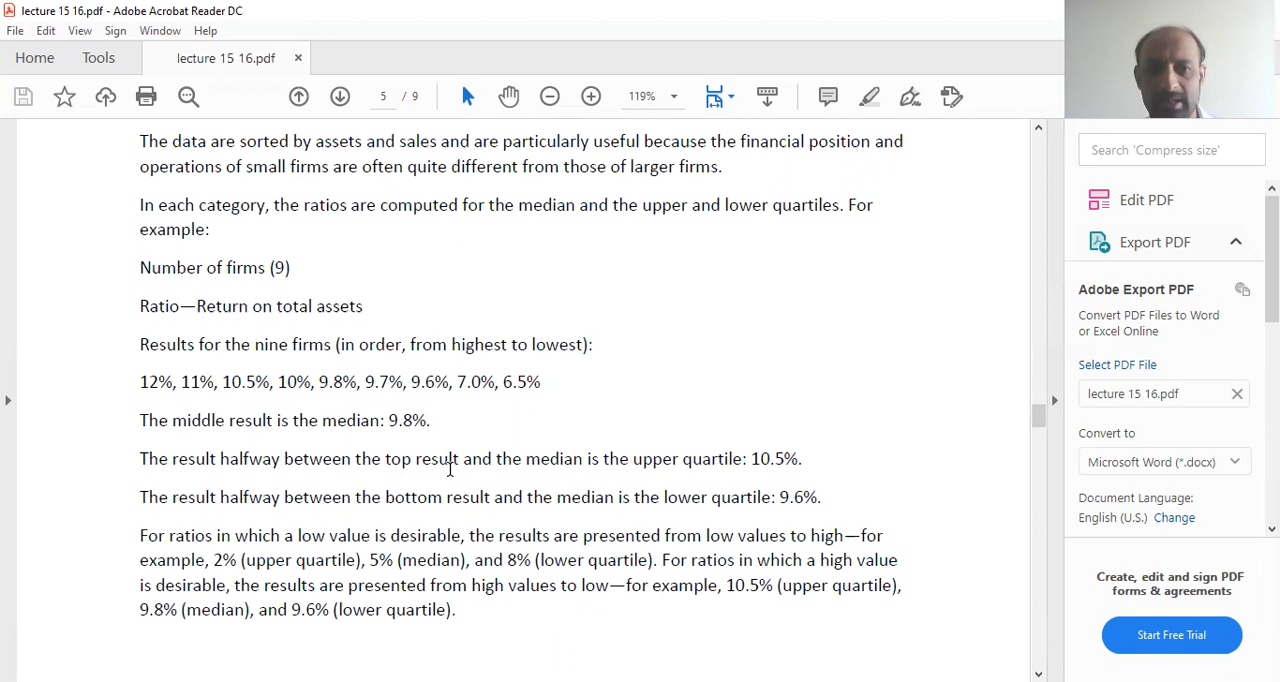 lecture 15 16.pdf - Adobe Acrobat Reader DC
File Edit View Sign Window Help
Home Tools lecture 15 16.pdf ×
5 / 9 119%
The data are sorted by assets and sales and are particularly useful because the financial position and
operations of small firms are often quite different from those of larger firms.
In each category, the ratios are computed for the median and the upper and lower quartiles. For
example:
Number of firms (9)
Ratio—Return on total assets
Results for the nine firms (in order, from highest to lowest):
12%, 11%, 10.5%, 10%, 9.8%, 9.7%, 9.6%, 7.0%, 6.5%
The middle result is the median: 9.8%.
The result halfway between the top result and the median is the upper quartile: 10.5%.
The result halfway between the bottom result and the median is the lower quartile: 9.6%.
For ratios in which a low value is desirable, the results are presented from low values to high—for
example, 2% (upper quartile), 5% (median), and 8% (lower quartile). For ratios in which a high value
is desirable, the results are presented from high values to low—for example, 10.5% (upper quartile),
9.8% (median), and 9.6% (lower quartile).
Search 'Compress size'
Edit PDF
Export PDF
Adobe Export PDF
Convert PDF Files to Word
or Excel Online
Select PDF File
lecture 15 16.pdf
Convert to
Microsoft Word (*.docx)
Document Language:
English (U.S.) Change
Create, edit and sign PDF
forms & agreements
Start Free Trial